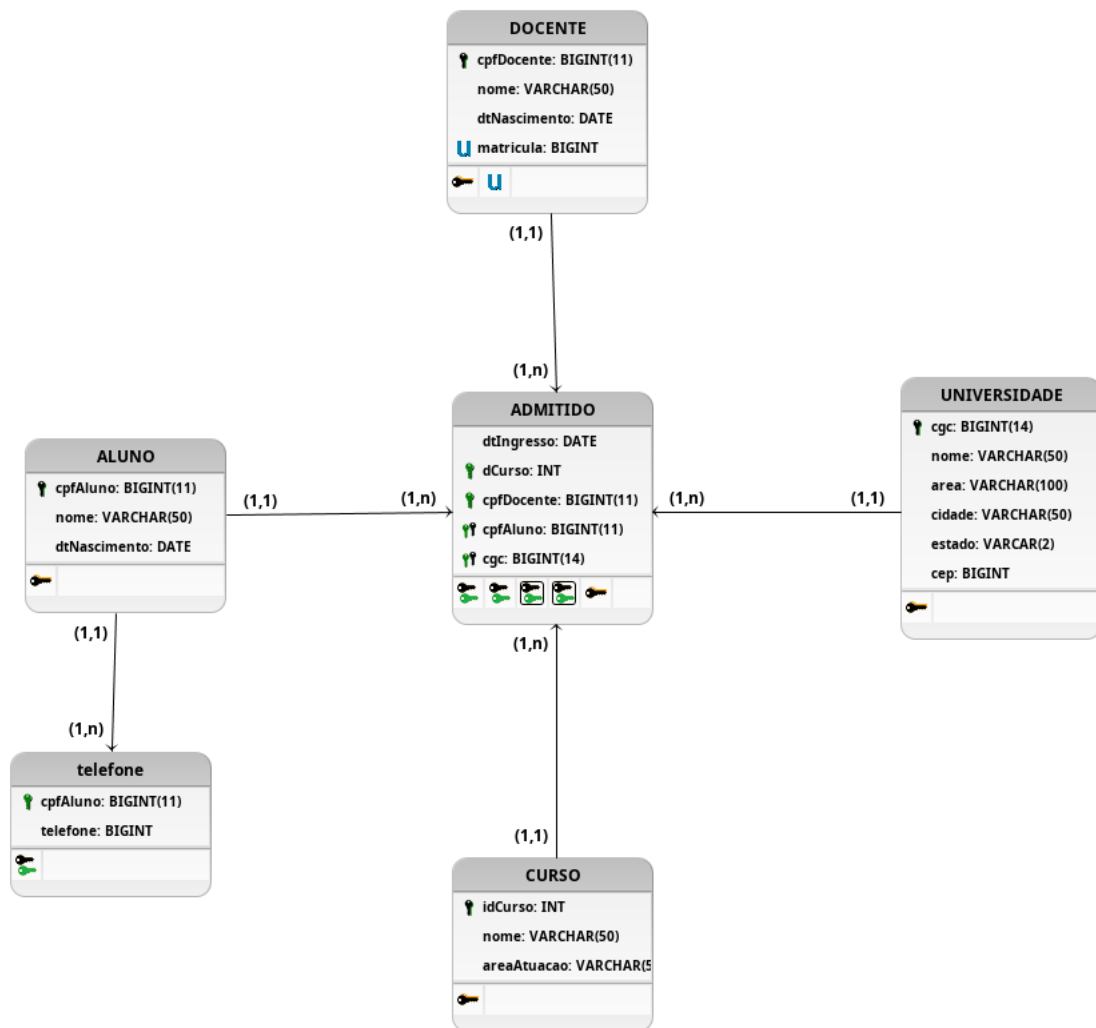 DOCENTE
cpfDocente: BIGINT(11)
nome: VARCHAR(50)
dtNascimento: DATE
U matricula: BIGINT
U
(1,1)
(1,n)
ADMITIDO
dtIngresso: DATE
dCurso: INT
cpfDocente: BIGINT(11)
cpfAluno: BIGINT(11)
cgc: BIGINT(14)
UNIVERSIDADE
cgc: BIGINT(14)
nome: VARCHAR(50)
area: VARCHAR(100)
cidade: VARCHAR(50)
estado: VARCAR(2)
cep: BIGINT
ALUNO
cpfAluno: BIGINT(11)
nome: VARCHAR(50)
dtNascimento: DATE
(1,1)
(1,n)
(1,n)
(1,1)
(1,1)
(1,n)
(1,n)
telefone
cpfAluno: BIGINT(11)
telefone: BIGINT
(1,1)
CURSO
idCurso: INT
nome: VARCHAR(50)
areaAtuacao: VARCHAR(5